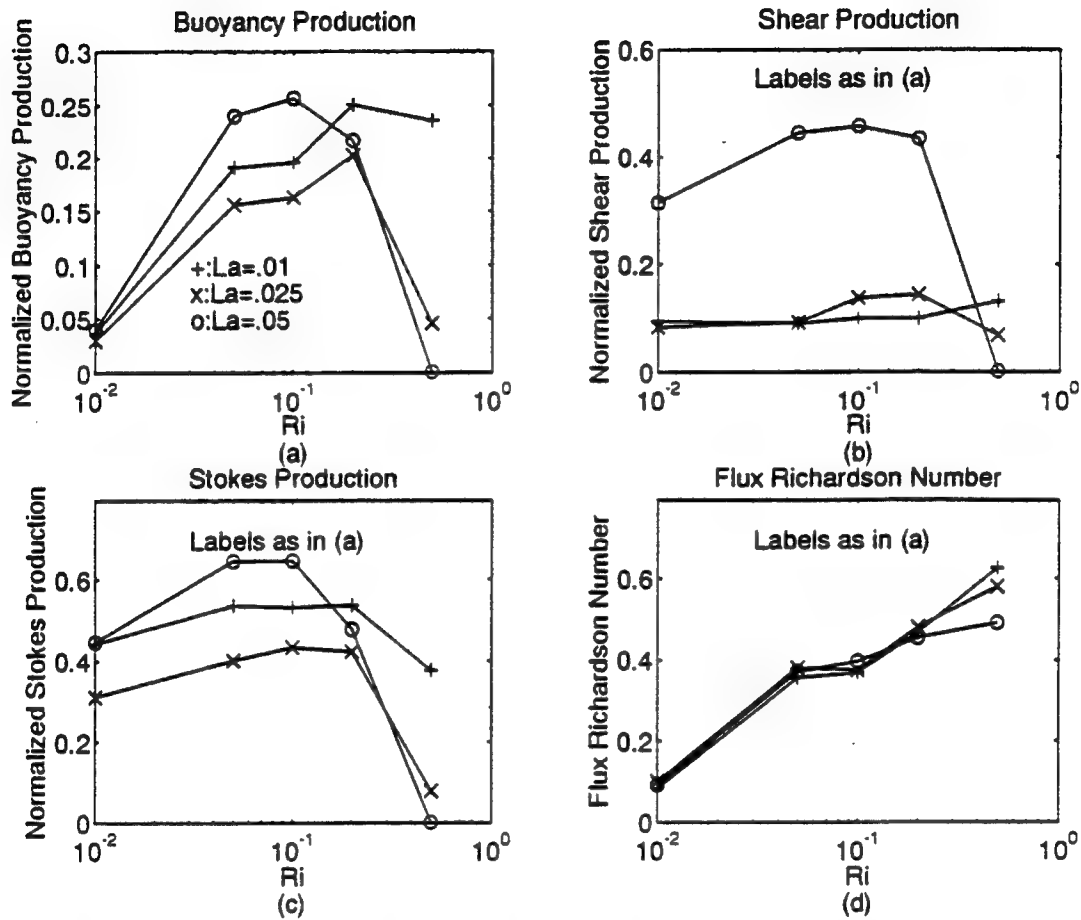 Buoyancy Production
Normalized Buoyancy Production
0.3
0.25
0.2
0.15
0.1
0.05
0
+:La=.01
x:La=.025
o:La=.05
10^-2
10^-1
10^0
Ri
(a)
Shear Production
Normalized Shear Production
0.6
0.4
0.2
0
Labels as in (a)
10^-2
10^-1
10^0
Ri
(b)
Stokes Production
Normalized Stokes Production
0.6
0.4
0.2
0
Labels as in (a)
10^-2
10^-1
10^0
Ri
(c)
Flux Richardson Number
Flux Richardson Number
0.6
0.4
0.2
0
Labels as in (a)
10^-2
10^-1
10^0
Ri
(d)